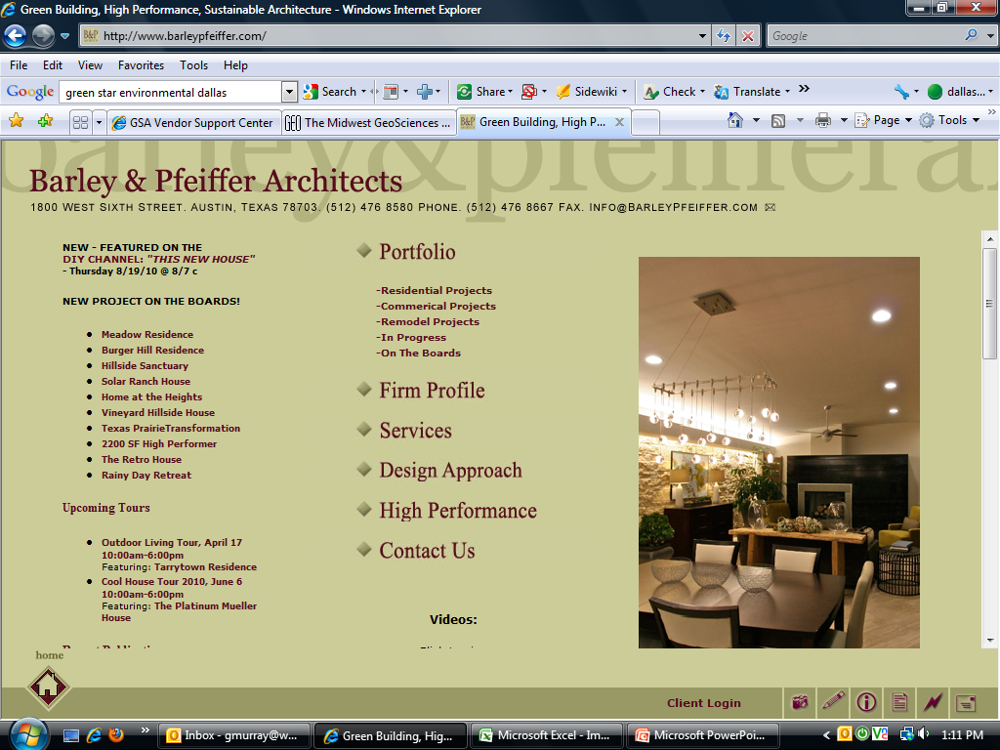 Green Building, High Performance, Sustainable Architecture - Windows Internet Explorer
http://www.barleypfeiffer.com/
Google
File Edit View Favorites Tools Help
Google green star environmental dallas Search Share Sidewiki Check Translate dallas...
GSA Vendor Support Center The Midwest GeoSciences ... Green Building, High P... Page Tools
Barley & Pfeiffer Architects
1800 WEST SIXTH STREET. AUSTIN, TEXAS 78703. (512) 476 8580 PHONE. (512) 476 8667 FAX. INFO@BARLEYPFEIFFER.COM
NEW - FEATURED ON THE
DIY CHANNEL: "THIS NEW HOUSE"
- Thursday 8/19/10 @ 8/7 c
NEW PROJECT ON THE BOARDS!
Meadow Residence
Burger Hill Residence
Hillside Sanctuary
Solar Ranch House
Home at the Heights
Vineyard Hillside House
Texas PrairieTransformation
2200 SF High Performer
The Retro House
Rainy Day Retreat
Upcoming Tours
Outdoor Living Tour, April 17
10:00am-6:00pm
Featuring: Tarrytown Residence
Cool House Tour 2010, June 6
10:00am-6:00pm
Featuring: The Platinum Mueller
House
Portfolio
-Residential Projects
-Commerical Projects
-Remodel Projects
-In Progress
-On The Boards
Firm Profile
Services
Design Approach
High Performance
Contact Us
Videos:
home
Client Login
Inbox - gmurray@w... Green Building, Hig... Microsoft Excel - Im... Microsoft PowerPoi... 1:11 PM